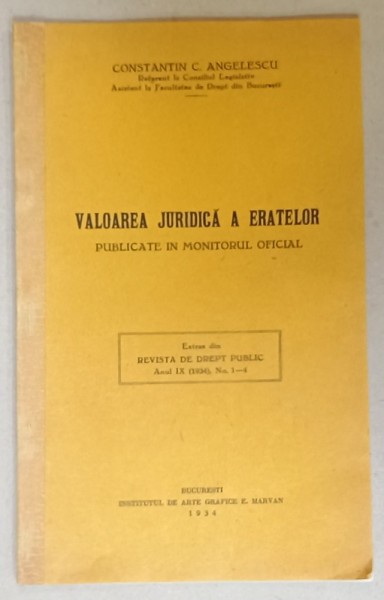 CONSTANTIN C. ANGELESCU
Referent la Consiliul Legislativ
Asistent la Facultatea de Drept din Bucureşti
VALOAREA JURIDICĂ A ERATELOR
PUBLICATE IN MONITORUL OFICIAL
Extras din
REVISTA DE DREPT PUBLIC
Anul IX (1934), No. 1—4
BUCUREŞTI
INSTITUTUL DE ARTE GRAFICE E. MARVAN
1934